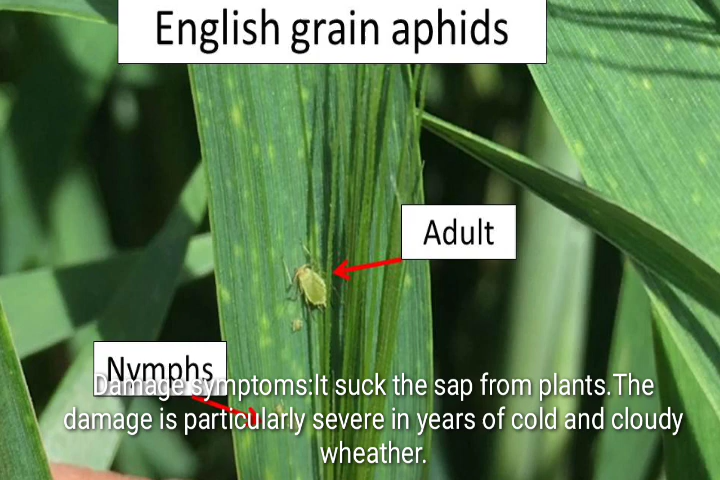 English grain aphids
Adult
Nymphs
Damage symptoms:It suck the sap from plants.The
damage is particularly severe in years of cold and cloudy
wheather.